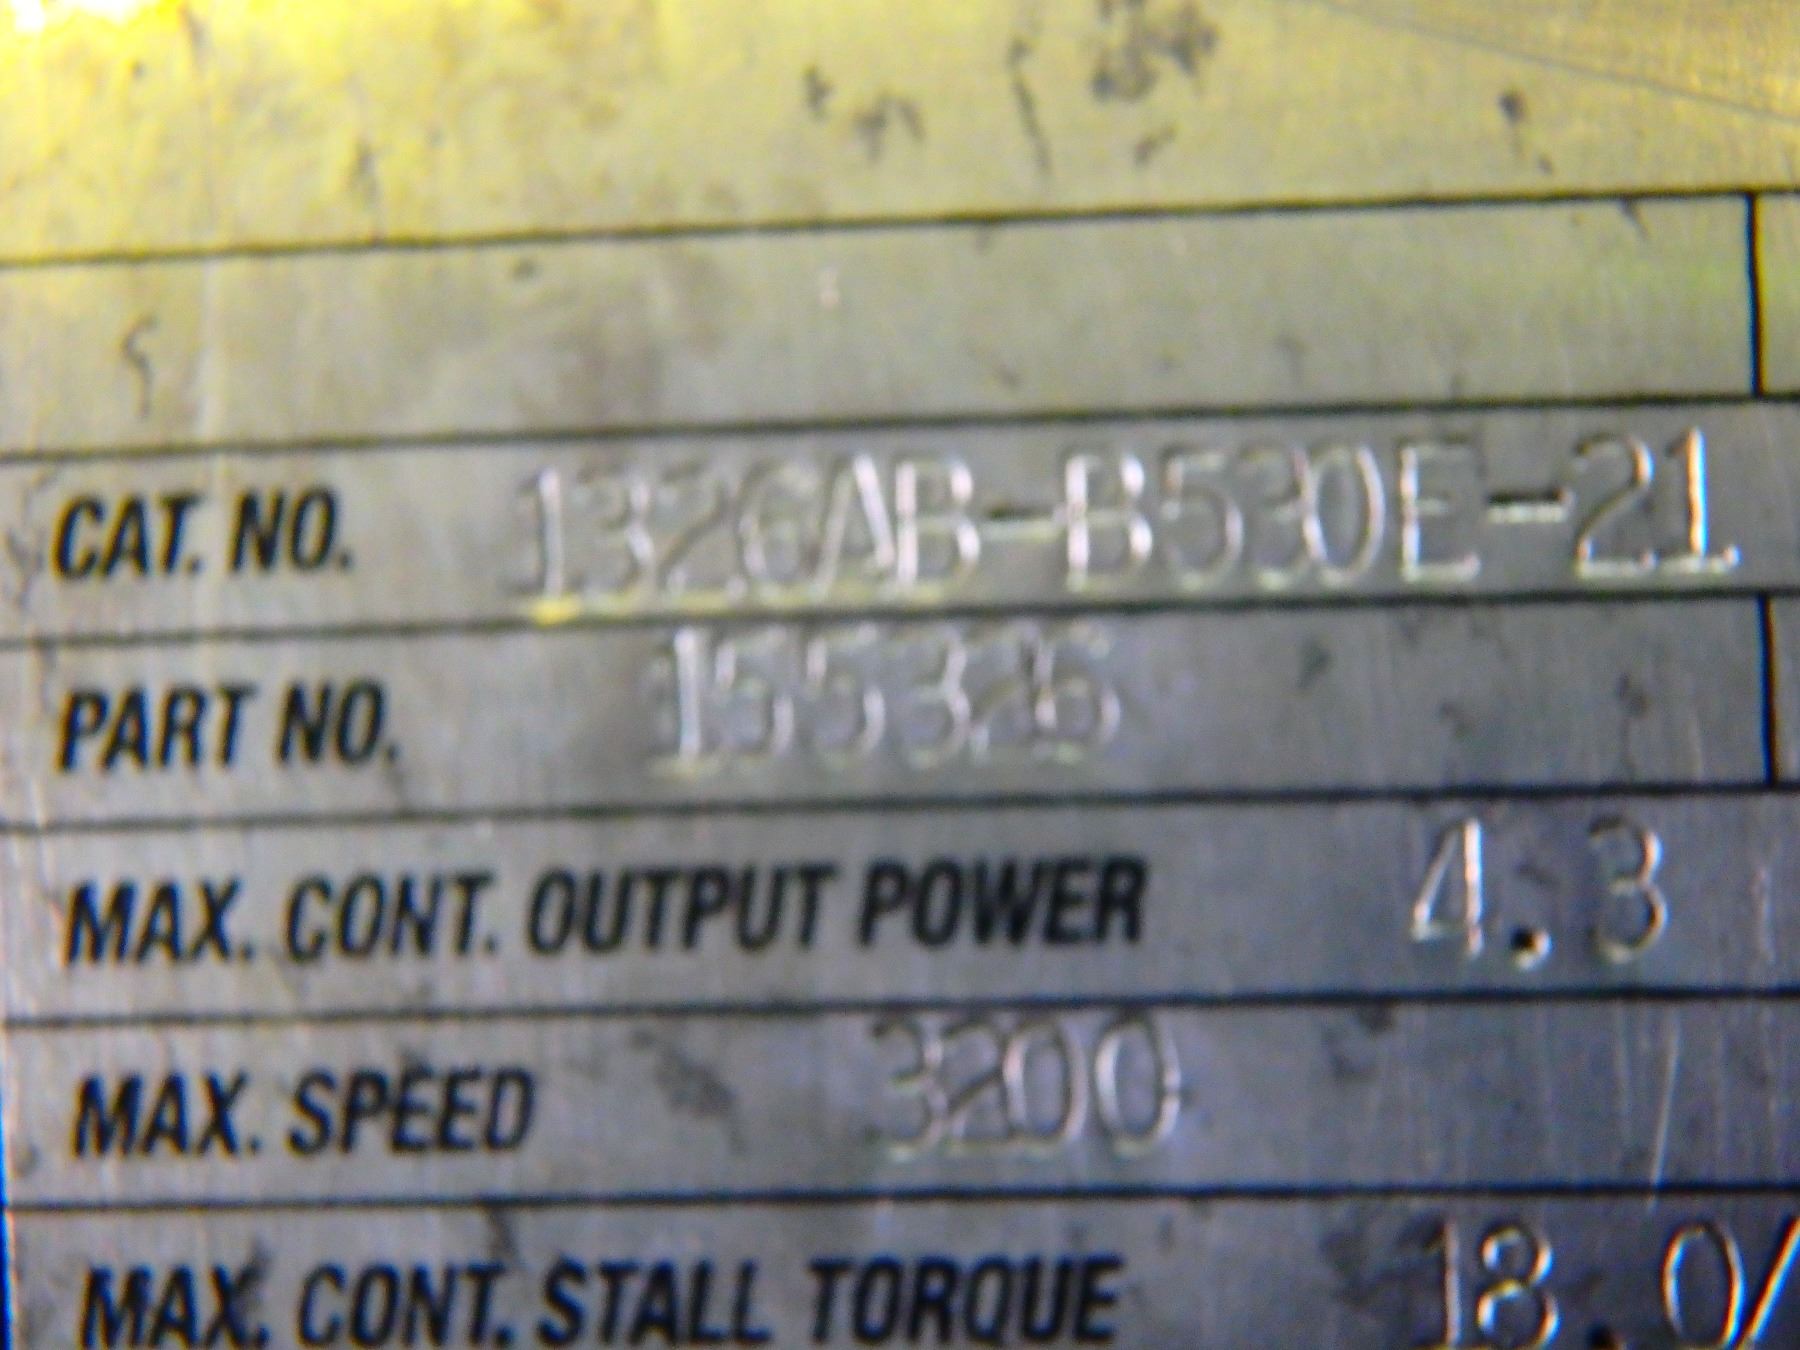 CAT. NO. 1326AB-B530E-21
PART NO. 155326
MAX. CONT. OUTPUT POWER 4.3
MAX. SPEED 3200
MAX. CONT. STALL TORQUE 18.0/